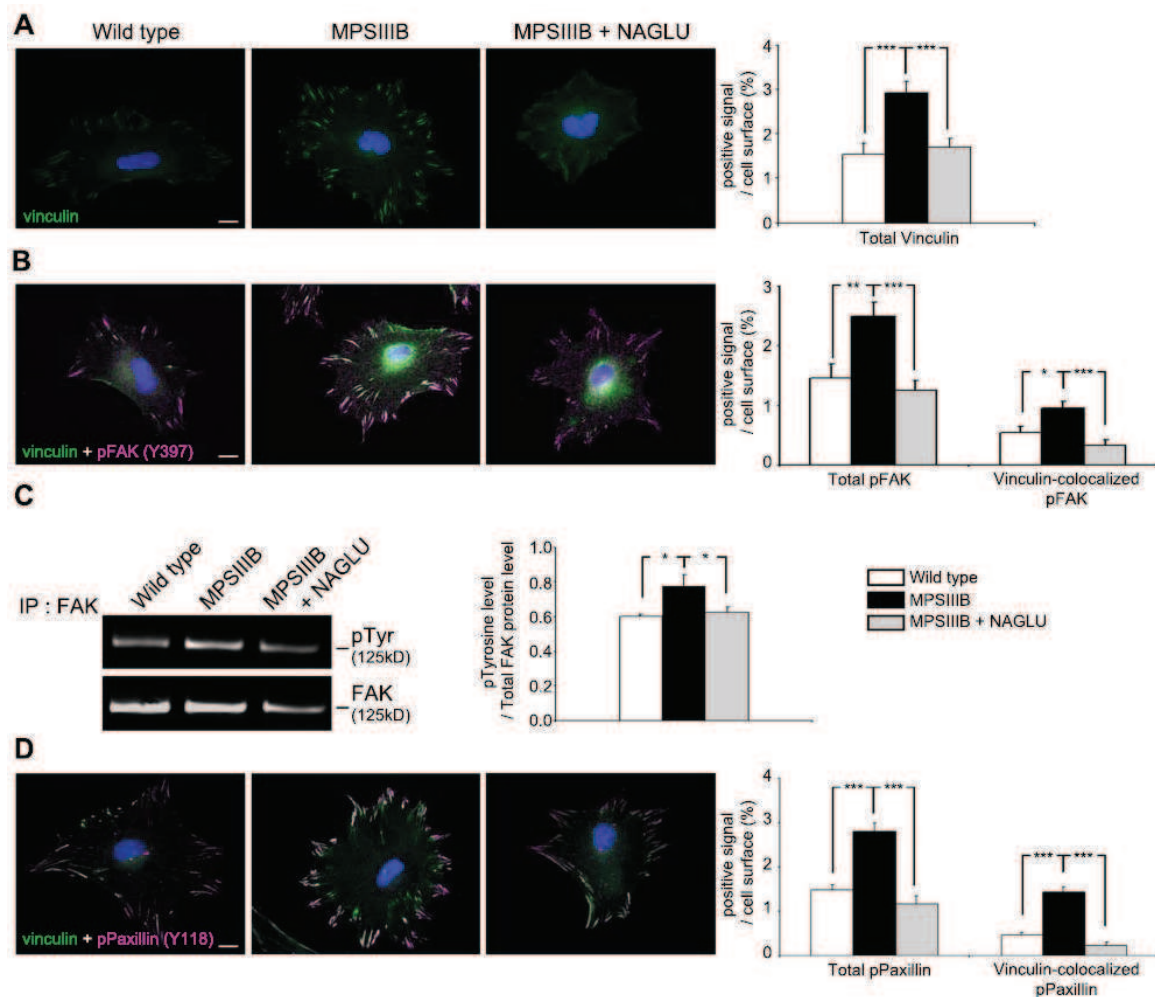 A
Wild type
MPSIIIB
MPSIIIB + NAGLU
vinculin
positive signal
/ cell surface (%)
4
3
2
1
0
***
***
Total Vinculin
B
vinculin + pFAK (Y397)
positive signal
/ cell surface (%)
3
2
1
0
**
***
*
***
Total pFAK
Vinculin-colocalized
pFAK
C
IP : FAK
Wild type
MPSIIIB
MPSIIIB
+ NAGLU
pTyr
(125kD)
FAK
(125kD)
pTyrosine level
/ Total FAK protein level
1.0
0.8
0.6
0.4
0.2
0.0
*
*
Wild type
MPSIIIB
MPSIIIB + NAGLU
D
vinculin + pPaxillin (Y118)
positive signal
/ cell surface (%)
4
3
2
1
0
***
***
***
***
Total pPaxillin
Vinculin-colocalized
pPaxillin